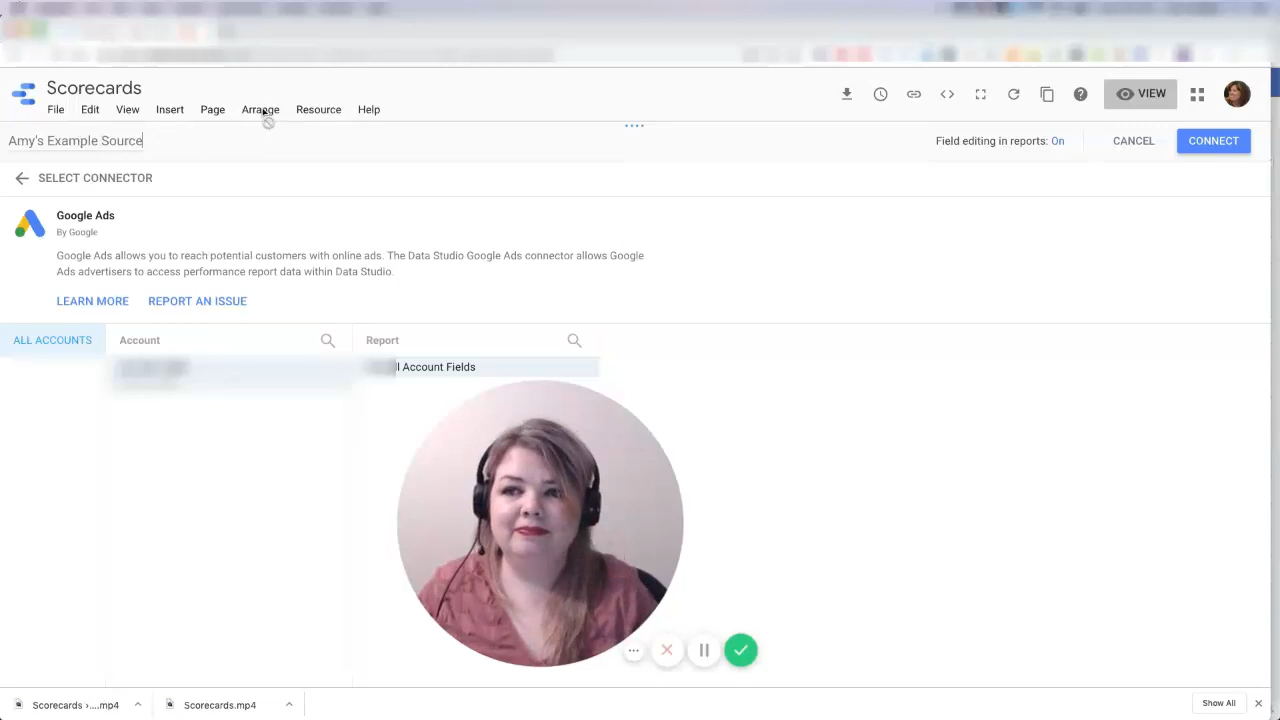 Scorecards
File Edit View Insert Page Arrange Resource Help
VIEW
Amy's Example Source
Field editing in reports: On
CANCEL
CONNECT
SELECT CONNECTOR
Google Ads
By Google
Google Ads allows you to reach potential customers with online ads. The Data Studio Google Ads connector allows Google
Ads advertisers to access performance report data within Data Studio.
LEARN MORE REPORT AN ISSUE
ALL ACCOUNTS Account Report
Account Fields
Scorecards ›....mp4 Scorecards.mp4 Show All